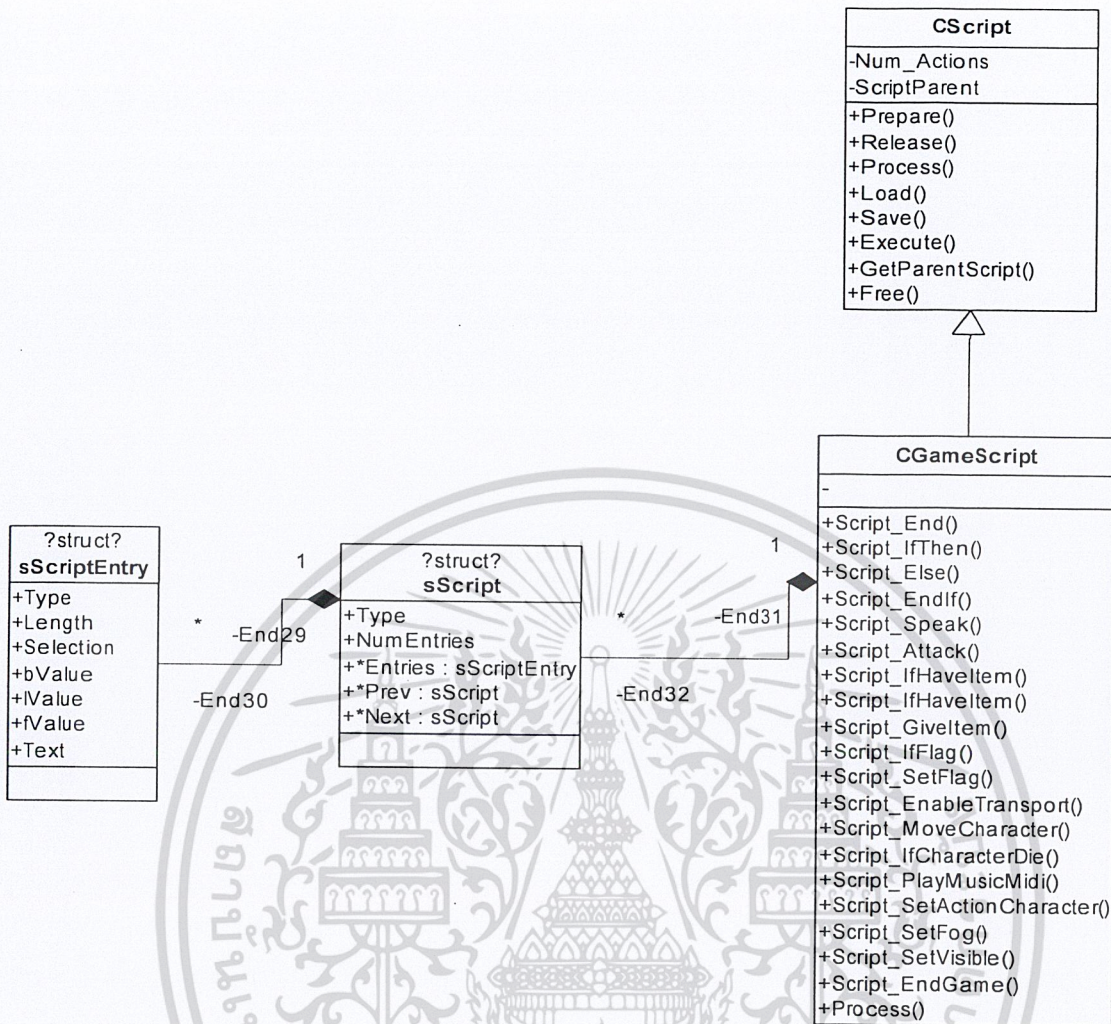 CScript
-Num_Actions
-ScriptParent
+Prepare()
+Release()
+Process()
+Load()
+Save()
+Execute()
+GetParentScript()
+Free()
?struct?
sScriptEntry
+Type
+Length
+Selection
+bValue
+lValue
+fValue
+Text
*
-End30
1
-End29
?struct?
sScript
+Type
+NumEntries
+*Entries : sScriptEntry
+*Prev : sScript
+*Next : sScript
*
-End32
1
-End31
CGameScript
-
+Script_End()
+Script_IfThen()
+Script_Else()
+Script_EndIf()
+Script_Speak()
+Script_Attack()
+Script_IfHaveItem()
+Script_IfHaveItem()
+Script_GiveItem()
+Script_IfFlag()
+Script_SetFlag()
+Script_EnableTransport()
+Script_MoveCharacter()
+Script_IfCharacterDie()
+Script_PlayMusicMidi()
+Script_SetActionCharacter()
+Script_SetFog()
+Script_SetVisible()
+Script_EndGame()
+Process()